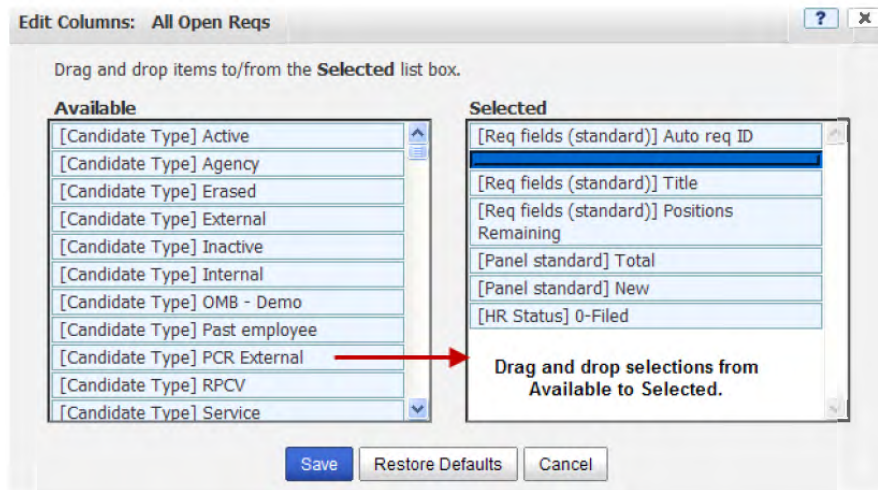 Edit Columns: All Open Reqs
? X
Drag and drop items to/from the Selected list box.
Available
[Candidate Type] Active
[Candidate Type] Agency
[Candidate Type] Erased
[Candidate Type] External
[Candidate Type] Inactive
[Candidate Type] Internal
[Candidate Type] OMB - Demo
[Candidate Type] Past employee
[Candidate Type] PCR External
[Candidate Type] RPCV
[Candidate Type] Service
Selected
[Req fields (standard)] Auto req ID
[Req fields (standard)] Title
[Req fields (standard)] Positions
Remaining
[Panel standard] Total
[Panel standard] New
[HR Status] 0-Filed
Drag and drop selections from
Available to Selected.
Save Restore Defaults Cancel